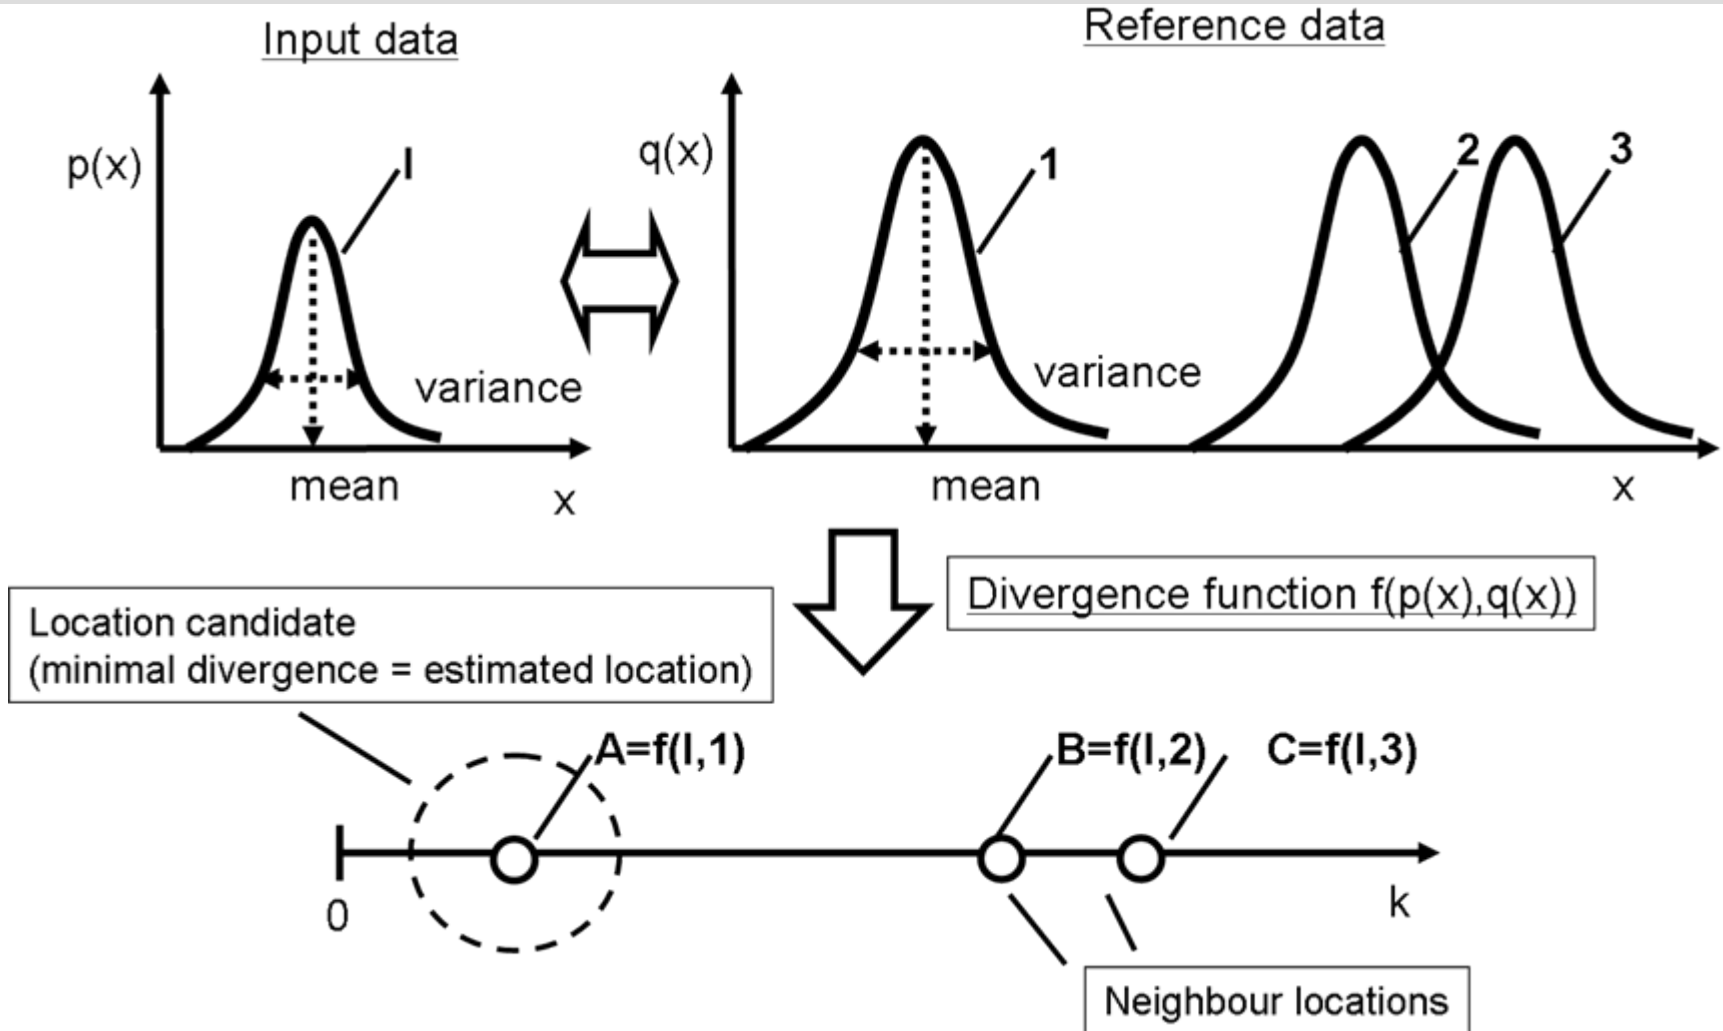 Input data
Reference data
p(x)
I
variance
mean
x
q(x)
1
2
3
variance
mean
x
Divergence function f(p(x),q(x))
Location candidate
(minimal divergence = estimated location)
A=f(I,1)
B=f(I,2)
C=f(I,3)
0
k
Neighbour locations